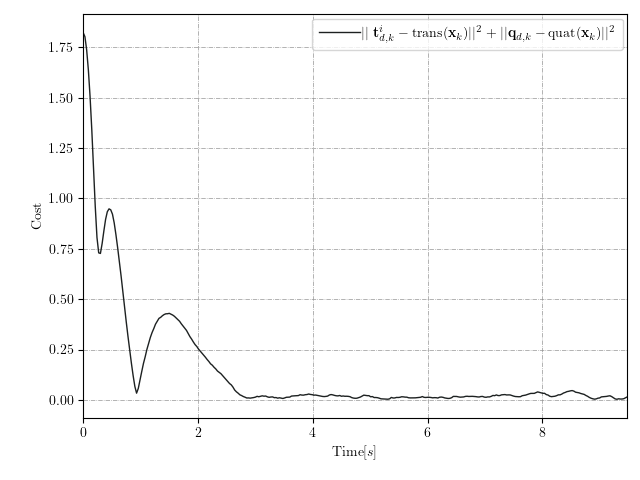 || t^i_{d,k} − trans(x_k)||² + ||q_{d,k} − quat(x_k)||²
1.75
1.50
1.25
1.00
0.75
0.50
0.25
0.00
Cost
0 2 4 6 8
Time[s]